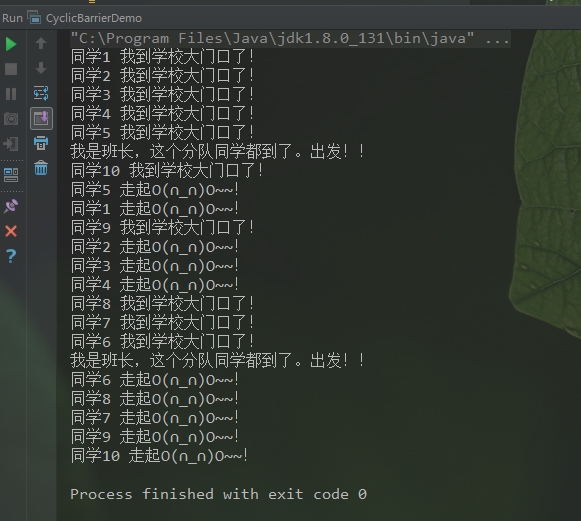 Run CyclicBarrierDemo
"C:\Program Files\Java\jdk1.8.0_131\bin\java" ...
同学1 我到学校大门口了!
同学2 我到学校大门口了!
同学3 我到学校大门口了!
同学4 我到学校大门口了!
同学5 我到学校大门口了!
我是班长，这个分队同学都到了。出发！!
同学10 我到学校大门口了!
同学5 走起O(∩_∩)O~~!
同学1 走起O(∩_∩)O~~!
同学9 我到学校大门口了!
同学2 走起O(∩_∩)O~~!
同学3 走起O(∩_∩)O~~!
同学4 走起O(∩_∩)O~~!
同学8 我到学校大门口了!
同学7 我到学校大门口了!
同学6 我到学校大门口了!
我是班长，这个分队同学都到了。出发！!
同学6 走起O(∩_∩)O~~!
同学8 走起O(∩_∩)O~~!
同学7 走起O(∩_∩)O~~!
同学9 走起O(∩_∩)O~~!
同学10 走起O(∩_∩)O~~!
Process finished with exit code 0